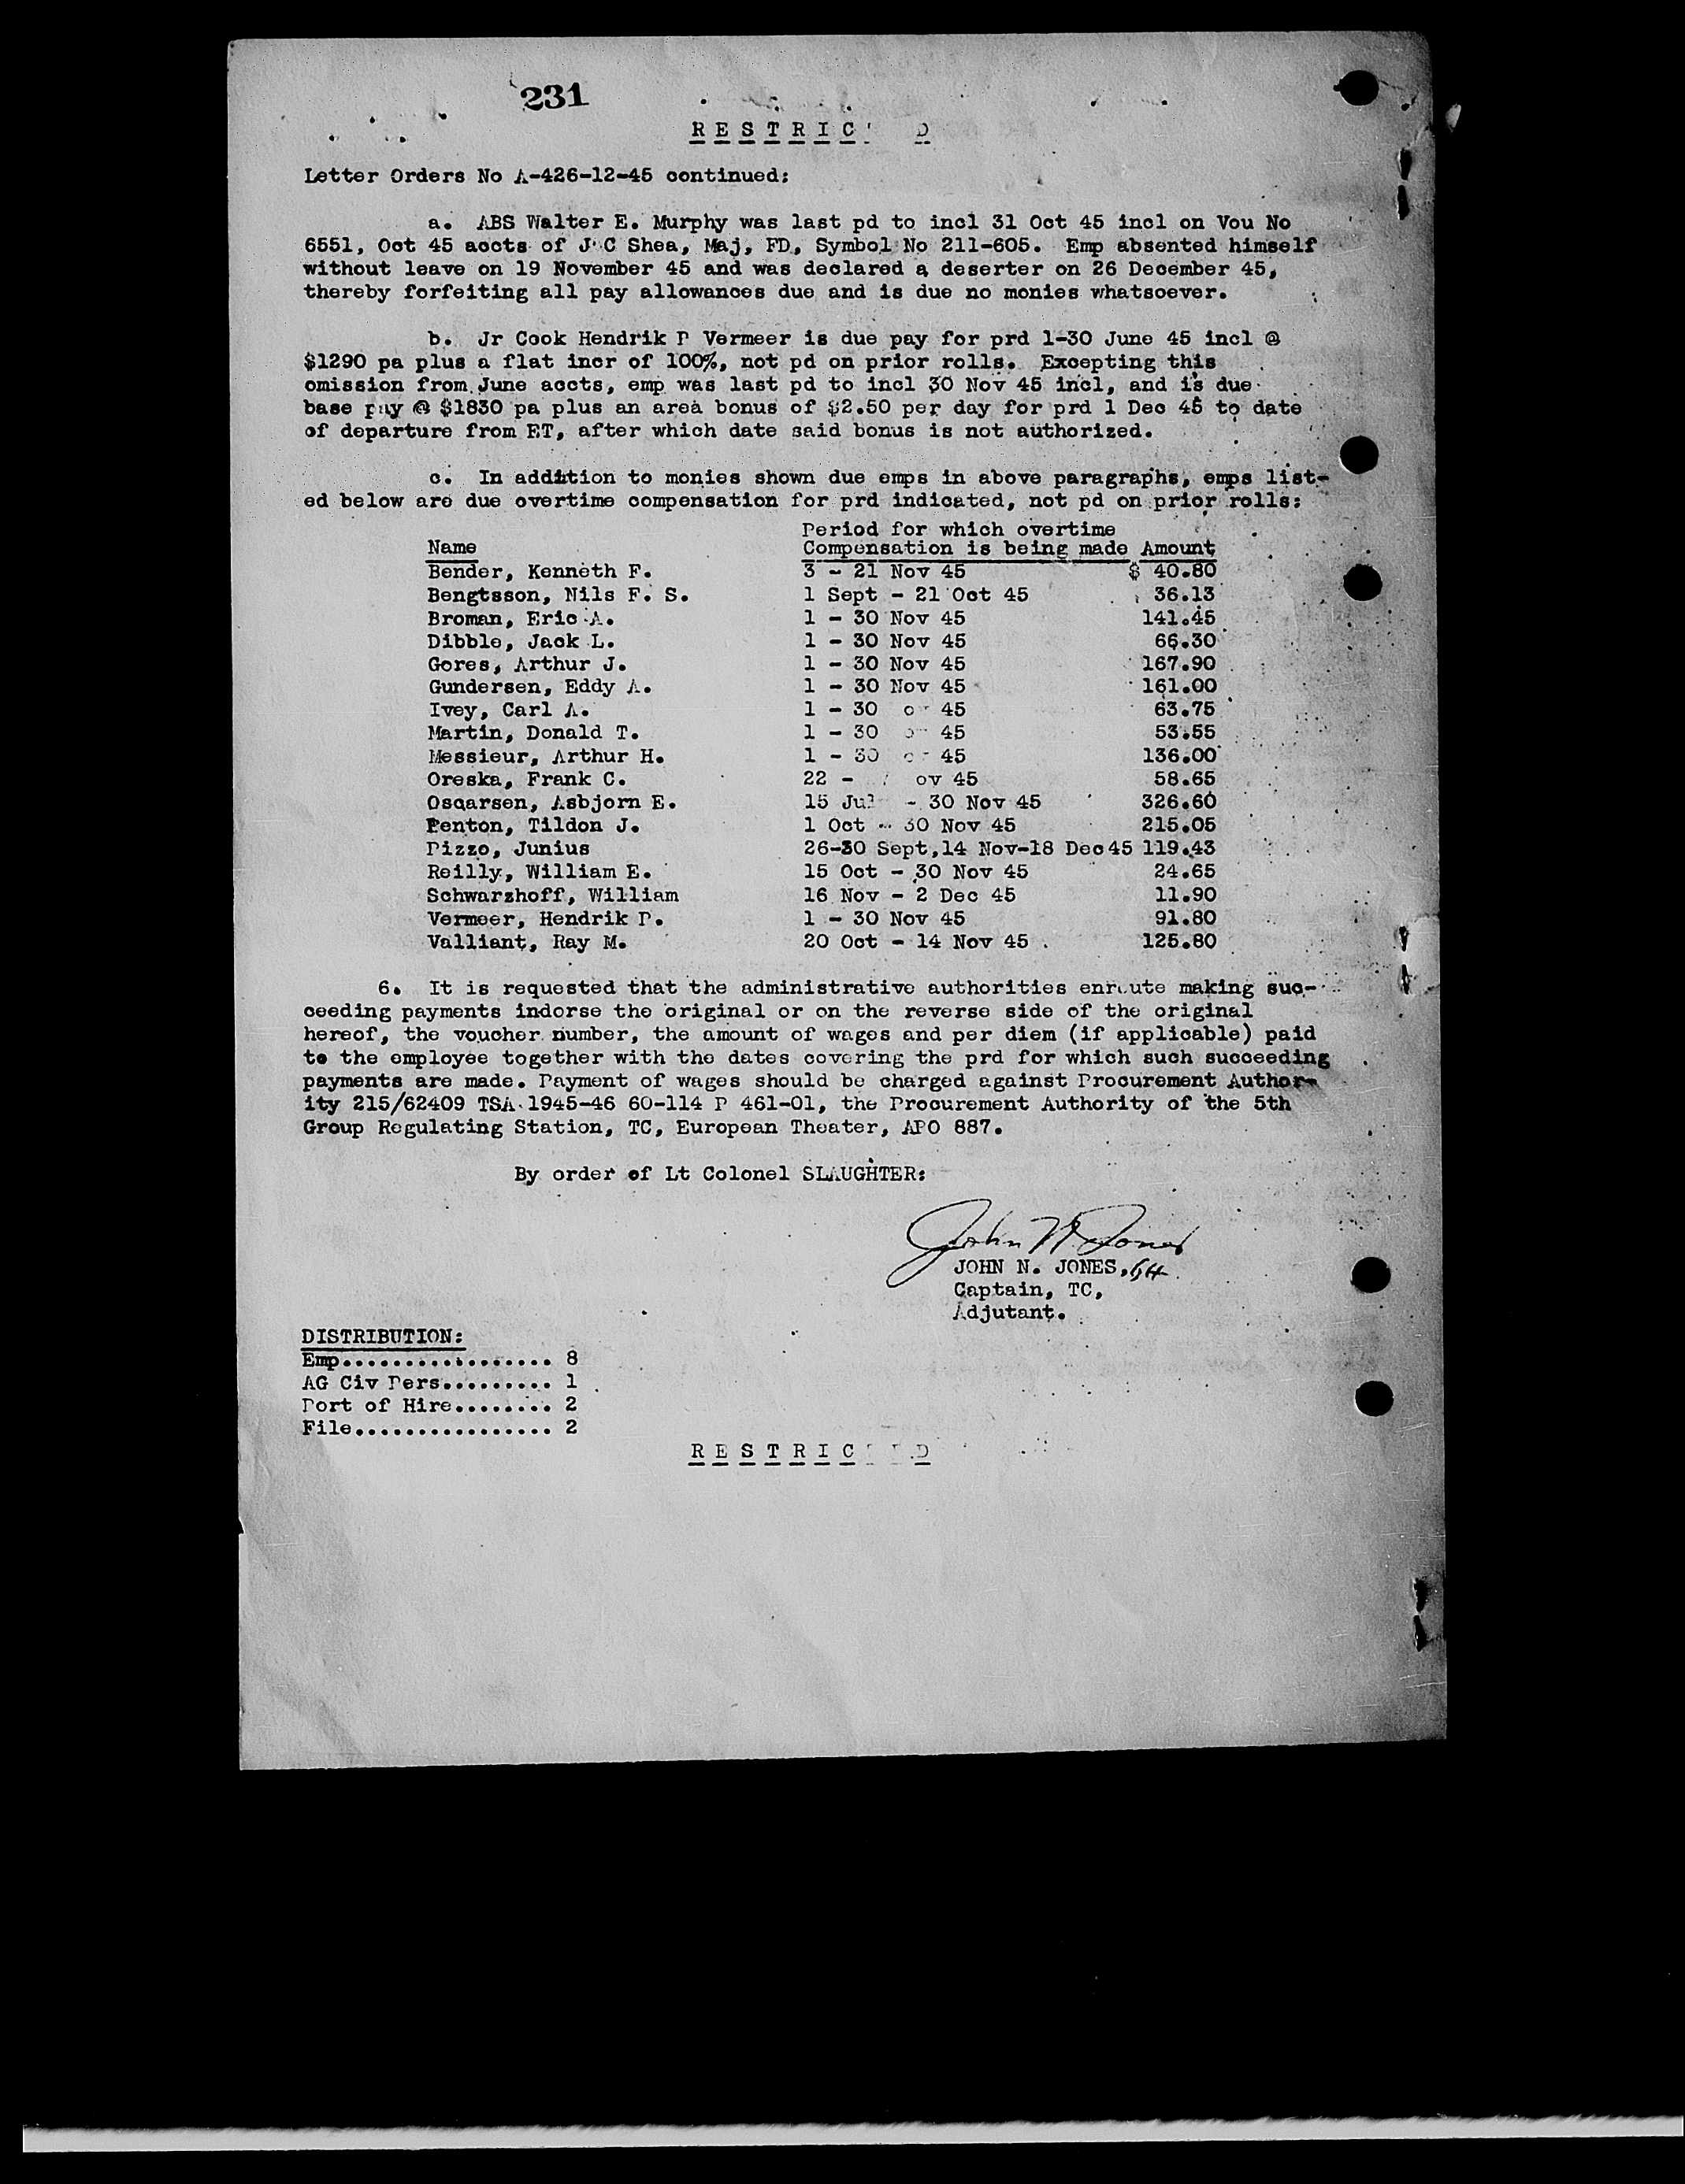 231
RESTRIC D
Letter Orders No A-426-12-45 continued:
a. ABS Walter E. Murphy was last pd to incl 31 Oct 45 incl on Vou No
6551, Oct 45 accts of J C Shea, Maj, FD, Symbol No 211-605. Emp absented himself
without leave on 19 November 45 and was declared a deserter on 26 December 45,
thereby forfeiting all pay allowances due and is due no monies whatsoever.
b. Jr Cook Hendrik P Vermeer is due pay for prd 1-30 June 45 incl @
$1290 pa plus a flat incr of 100%, not pd on prior rolls. Excepting this
omission from June accts, emp was last pd to incl 30 Nov 45 incl, and is due
base pay @ $1830 pa plus an area bonus of $2.50 per day for prd 1 Dec 45 to date
of departure from ET, after which date said bonus is not authorized.
c. In addition to monies shown due emps in above paragraphs, emps list-
ed below are due overtime compensation for prd indicated, not pd on prior rolls:
Period for which overtime
Name Compensation is being made Amount
Bender, Kenneth F. 3 - 21 Nov 45 $ 40.80
Bengtsson, Nils F. S. 1 Sept - 21 Oct 45 36.13
Broman, Eric A. 1 - 30 Nov 45 141.45
Dibble, Jack L. 1 - 30 Nov 45 66.30
Gores, Arthur J. 1 - 30 Nov 45 167.90
Gundersen, Eddy A. 1 - 30 Nov 45 161.00
Ivey, Carl A. 1 - 30 45 63.75
Martin, Donald T. 1 - 30 45 53.55
Messieur, Arthur H. 1 - 30 45 136.00
Oreska, Frank C. 22 - ov 45 58.65
Oscarsen, Asbjorn E. 15 Jul - 30 Nov 45 326.60
Penton, Tildon J. 1 Oct - 30 Nov 45 215.05
Pizzo, Junius 26-30 Sept,14 Nov-18 Dec45 119.43
Reilly, William E. 15 Oct - 30 Nov 45 24.65
Schwarzhoff, William 16 Nov - 2 Dec 45 11.90
Vermeer, Hendrik P. 1 - 30 Nov 45 91.80
Valliant, Ray M. 20 Oct - 14 Nov 45 125.80
6. It is requested that the administrative authorities enroute making suc-
ceeding payments indorse the original or on the reverse side of the original
hereof, the voucher number, the amount of wages and per diem (if applicable) paid
to the employee together with the dates covering the prd for which such succeeding
payments are made. Payment of wages should be charged against Procurement Author-
ity 215/62409 TSA 1945-46 60-114 P 461-01, the Procurement Authority of the 5th
Group Regulating Station, TC, European Theater, APO 887.
By order of Lt Colonel SLAUGHTER:
John N. Jones
JOHN N. JONES,
Captain, TC,
Adjutant.
DISTRIBUTION:
Emp................. 8
AG Civ Pers......... 1
Port of Hire........ 2
File................ 2
RESTRIC D